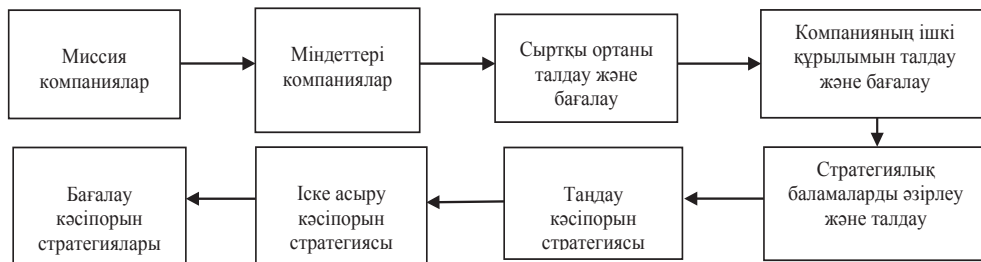 Миссия
компаниялар
Міндеттері
компаниялар
Сыртқы ортаны
талдау және
бағалау
Компанияның ішкі
құрылымын талдау
және бағалау
Стратегиялық
баламаларды әзірлеу
және талдау
Таңдау
кәсіпорын
стратегиясы
Іске асыру
кәсіпорын
стратегиясы
Бағалау
кәсіпорын
стратегиялары